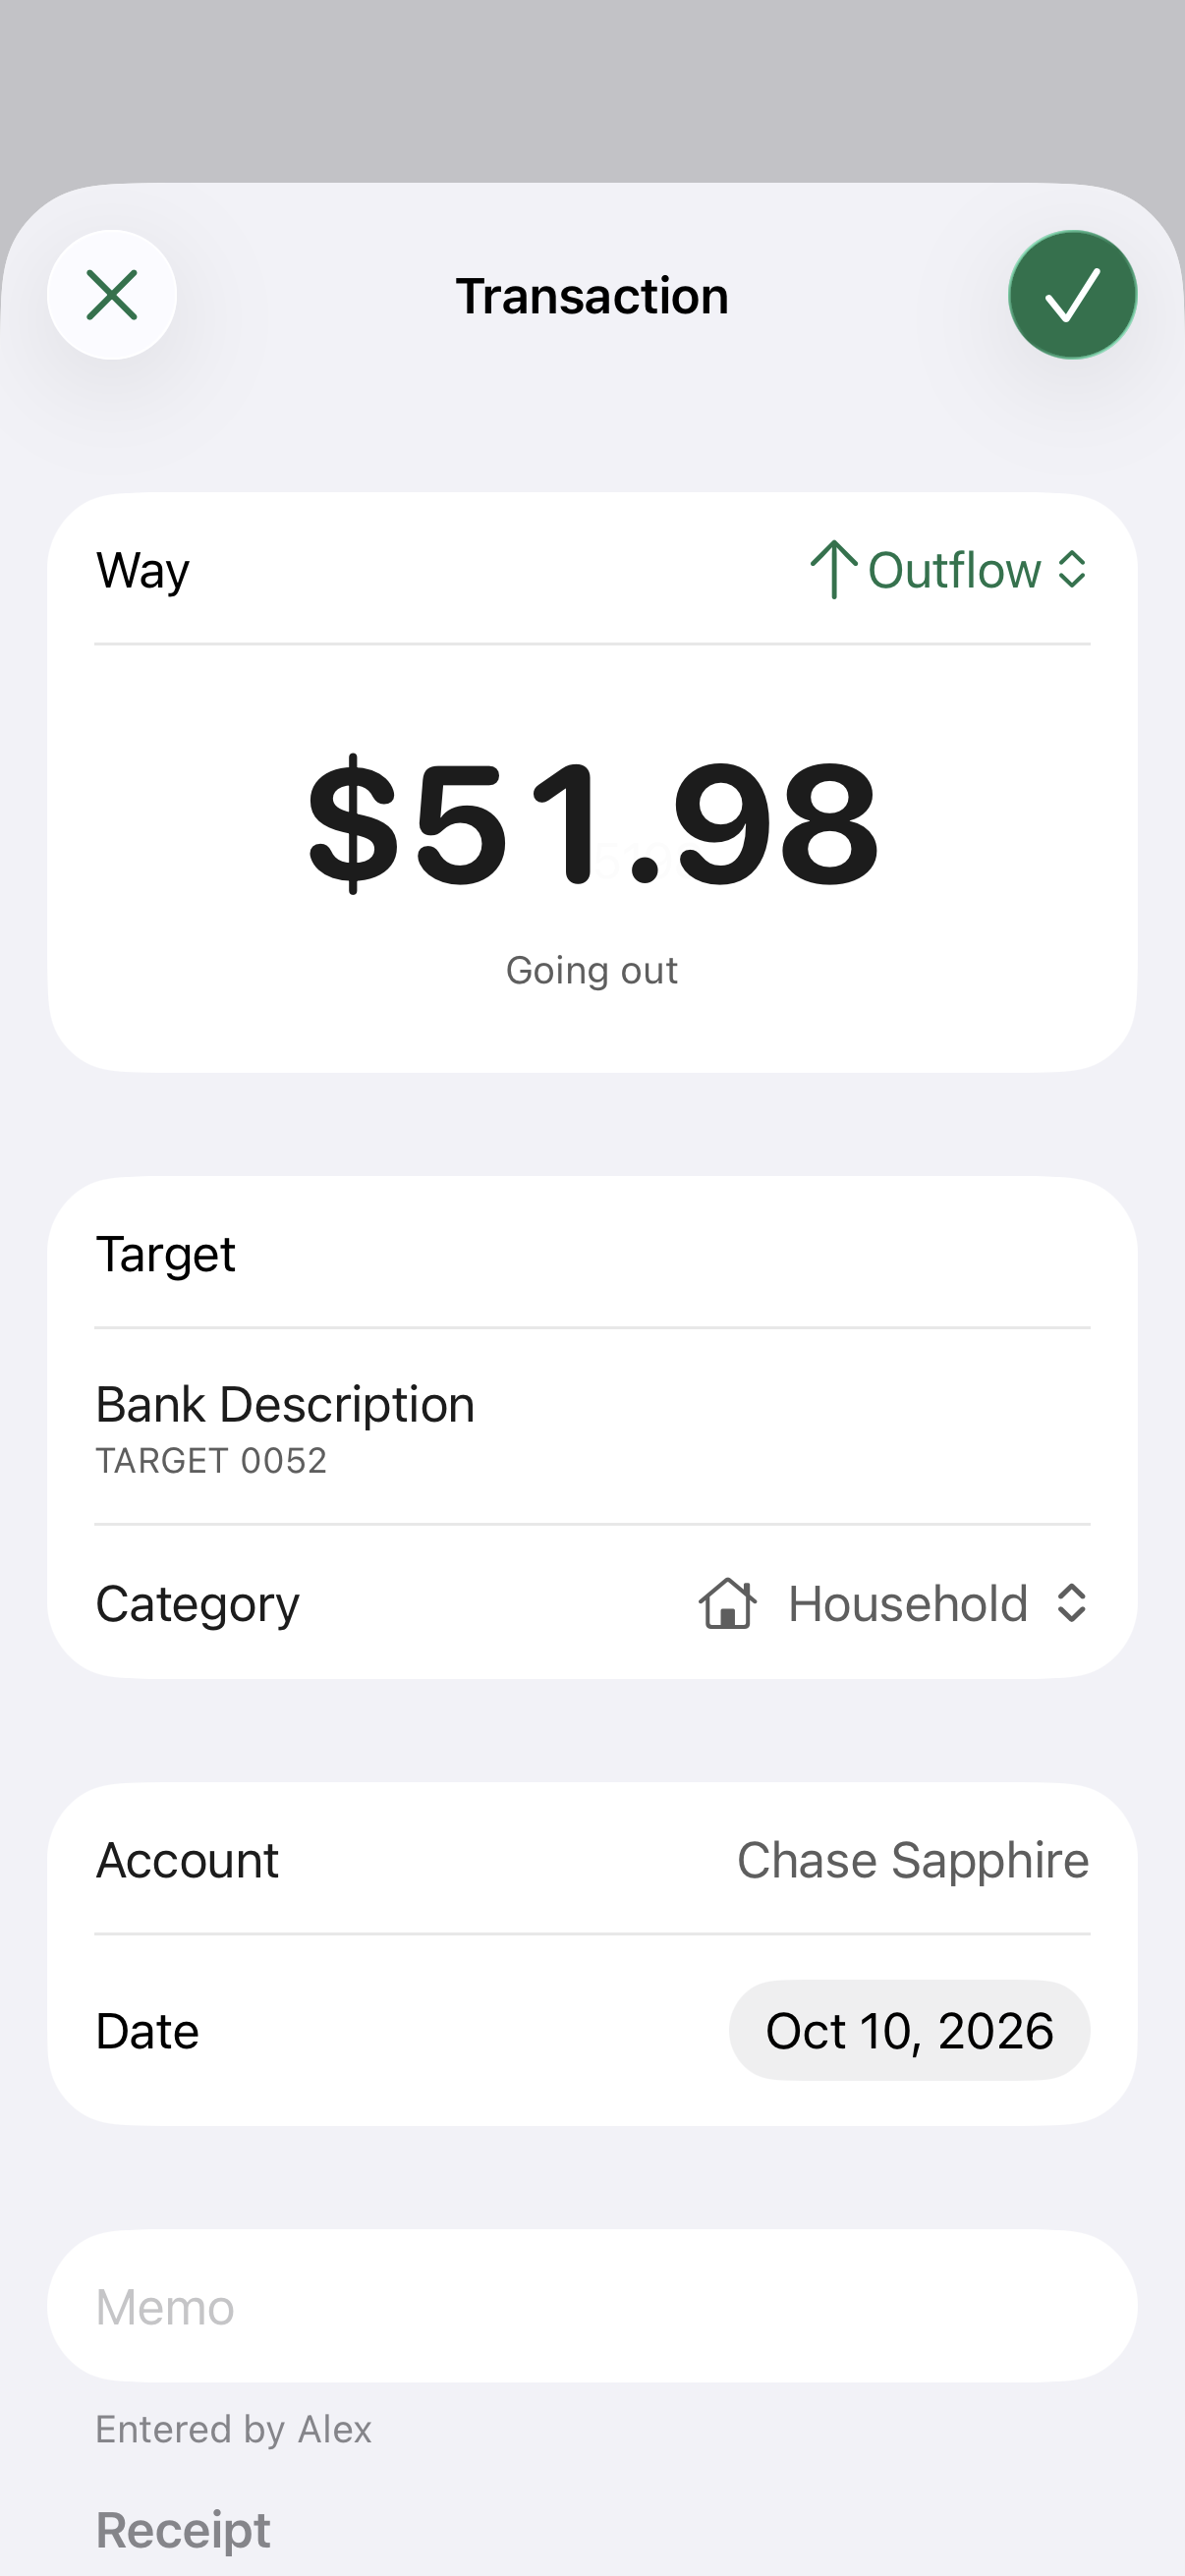 Transaction
Way
Outflow
$51.98
Going out
Target
Bank Description
TARGET 0052
Category
Household
Account
Chase Sapphire
Date
Oct 10, 2026
Memo
Entered by Alex
Receipt